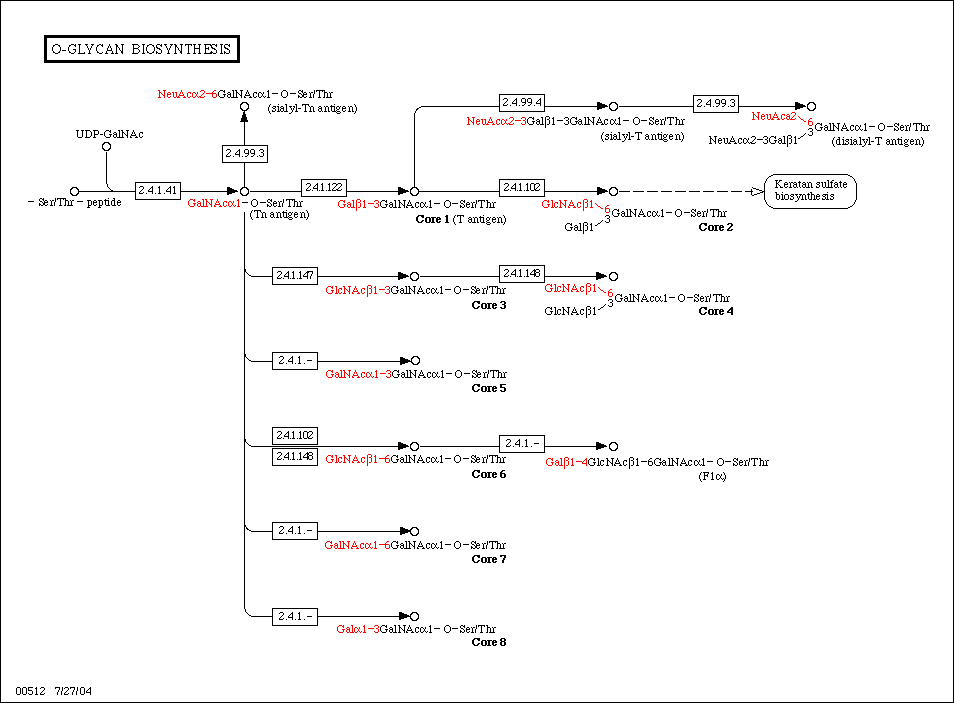 O-GLYCAN BIOSYNTHESIS
NeuAcα2−6GalNAcα1−O−Ser/Thr
(sialyl-Tn antigen)
2.4.99.4
2.4.99.3
NeuAcα2−3Galβ1−3GalNAcα1−O−Ser/Thr
(sialyl-T antigen)
NeuAca2
6
NeuAcα2−3Galβ1
3
GalNAcα1−O−Ser/Thr
(disialyl-T antigen)
UDP-GalNAc
2.4.99.3
2.4.1.41
2.4.1.122
2.4.1.102
Keratan sulfate
biosynthesis
− Ser/Thr − peptide
GalNAcα1−O−Ser/Thr
(Tn antigen)
Galβ1−3GalNAcα1−O−Ser/Thr
Core 1 (T antigen)
GlcNAcβ1
6
Galβ1
3
GalNAcα1−O−Ser/Thr
Core 2
2.4.1.147
2.4.1.148
GlcNAcβ1−3GalNAcα1−O−Ser/Thr
Core 3
GlcNAcβ1
6
GlcNAcβ1
3
GalNAcα1−O−Ser/Thr
Core 4
2.4.1.−
GalNAcα1−3GalNAcα1−O−Ser/Thr
Core 5
2.4.1.102
2.4.1.148
2.4.1.−
GlcNAcβ1−6GalNAcα1−O−Ser/Thr
Core 6
Galβ1−4GlcNAcβ1−6GalNAcα1−O−Ser/Thr
(F1α)
2.4.1.−
GalNAcα1−6GalNAcα1−O−Ser/Thr
Core 7
2.4.1.−
Galα1−3GalNAcα1−O−Ser/Thr
Core 8
00512 7/27/04